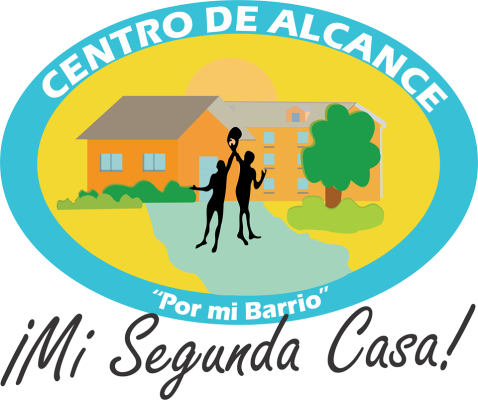 CENTRO DE ALCANCE
“Por mi Barrio”
¡Mi Segunda Casa!